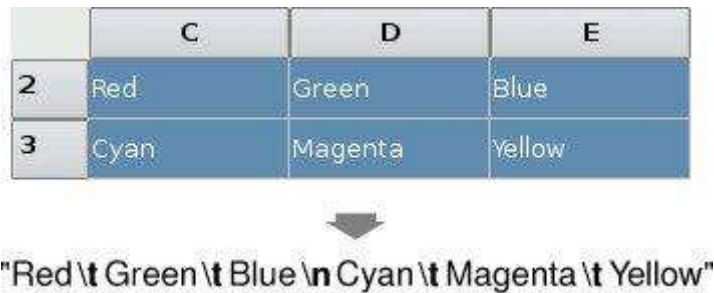 C D E
2 Red Green Blue
3 Cyan Magenta Yellow
"Red\t Green\t Blue\n Cyan\t Magenta\t Yellow"